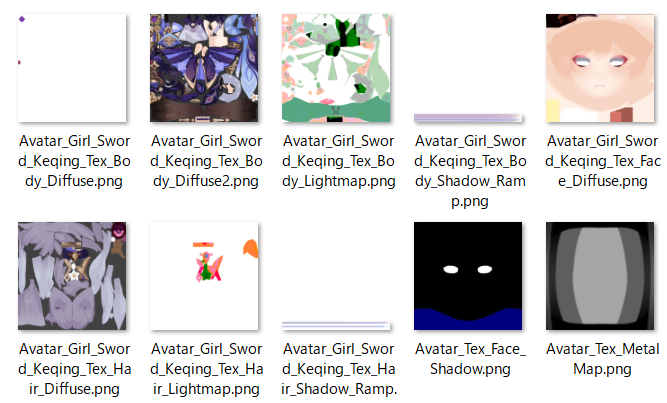 Avatar_Girl_Swor
d_Keqing_Tex_Bo
dy_Diffuse.png
Avatar_Girl_Swor
d_Keqing_Tex_Bo
dy_Diffuse2.png
Avatar_Girl_Swor
d_Keqing_Tex_Bo
dy_Lightmap.png
Avatar_Girl_Swor
d_Keqing_Tex_Bo
dy_Shadow_Ram
p.png
Avatar_Girl_Swor
d_Keqing_Tex_Fac
e_Diffuse.png
Avatar_Girl_Swor
d_Keqing_Tex_Ha
ir_Diffuse.png
Avatar_Girl_Swor
d_Keqing_Tex_Ha
ir_Lightmap.png
Avatar_Girl_Swor
d_Keqing_Tex_Ha
ir_Shadow_Ramp.
Avatar_Tex_Face_
Shadow.png
Avatar_Tex_Metal
Map.png